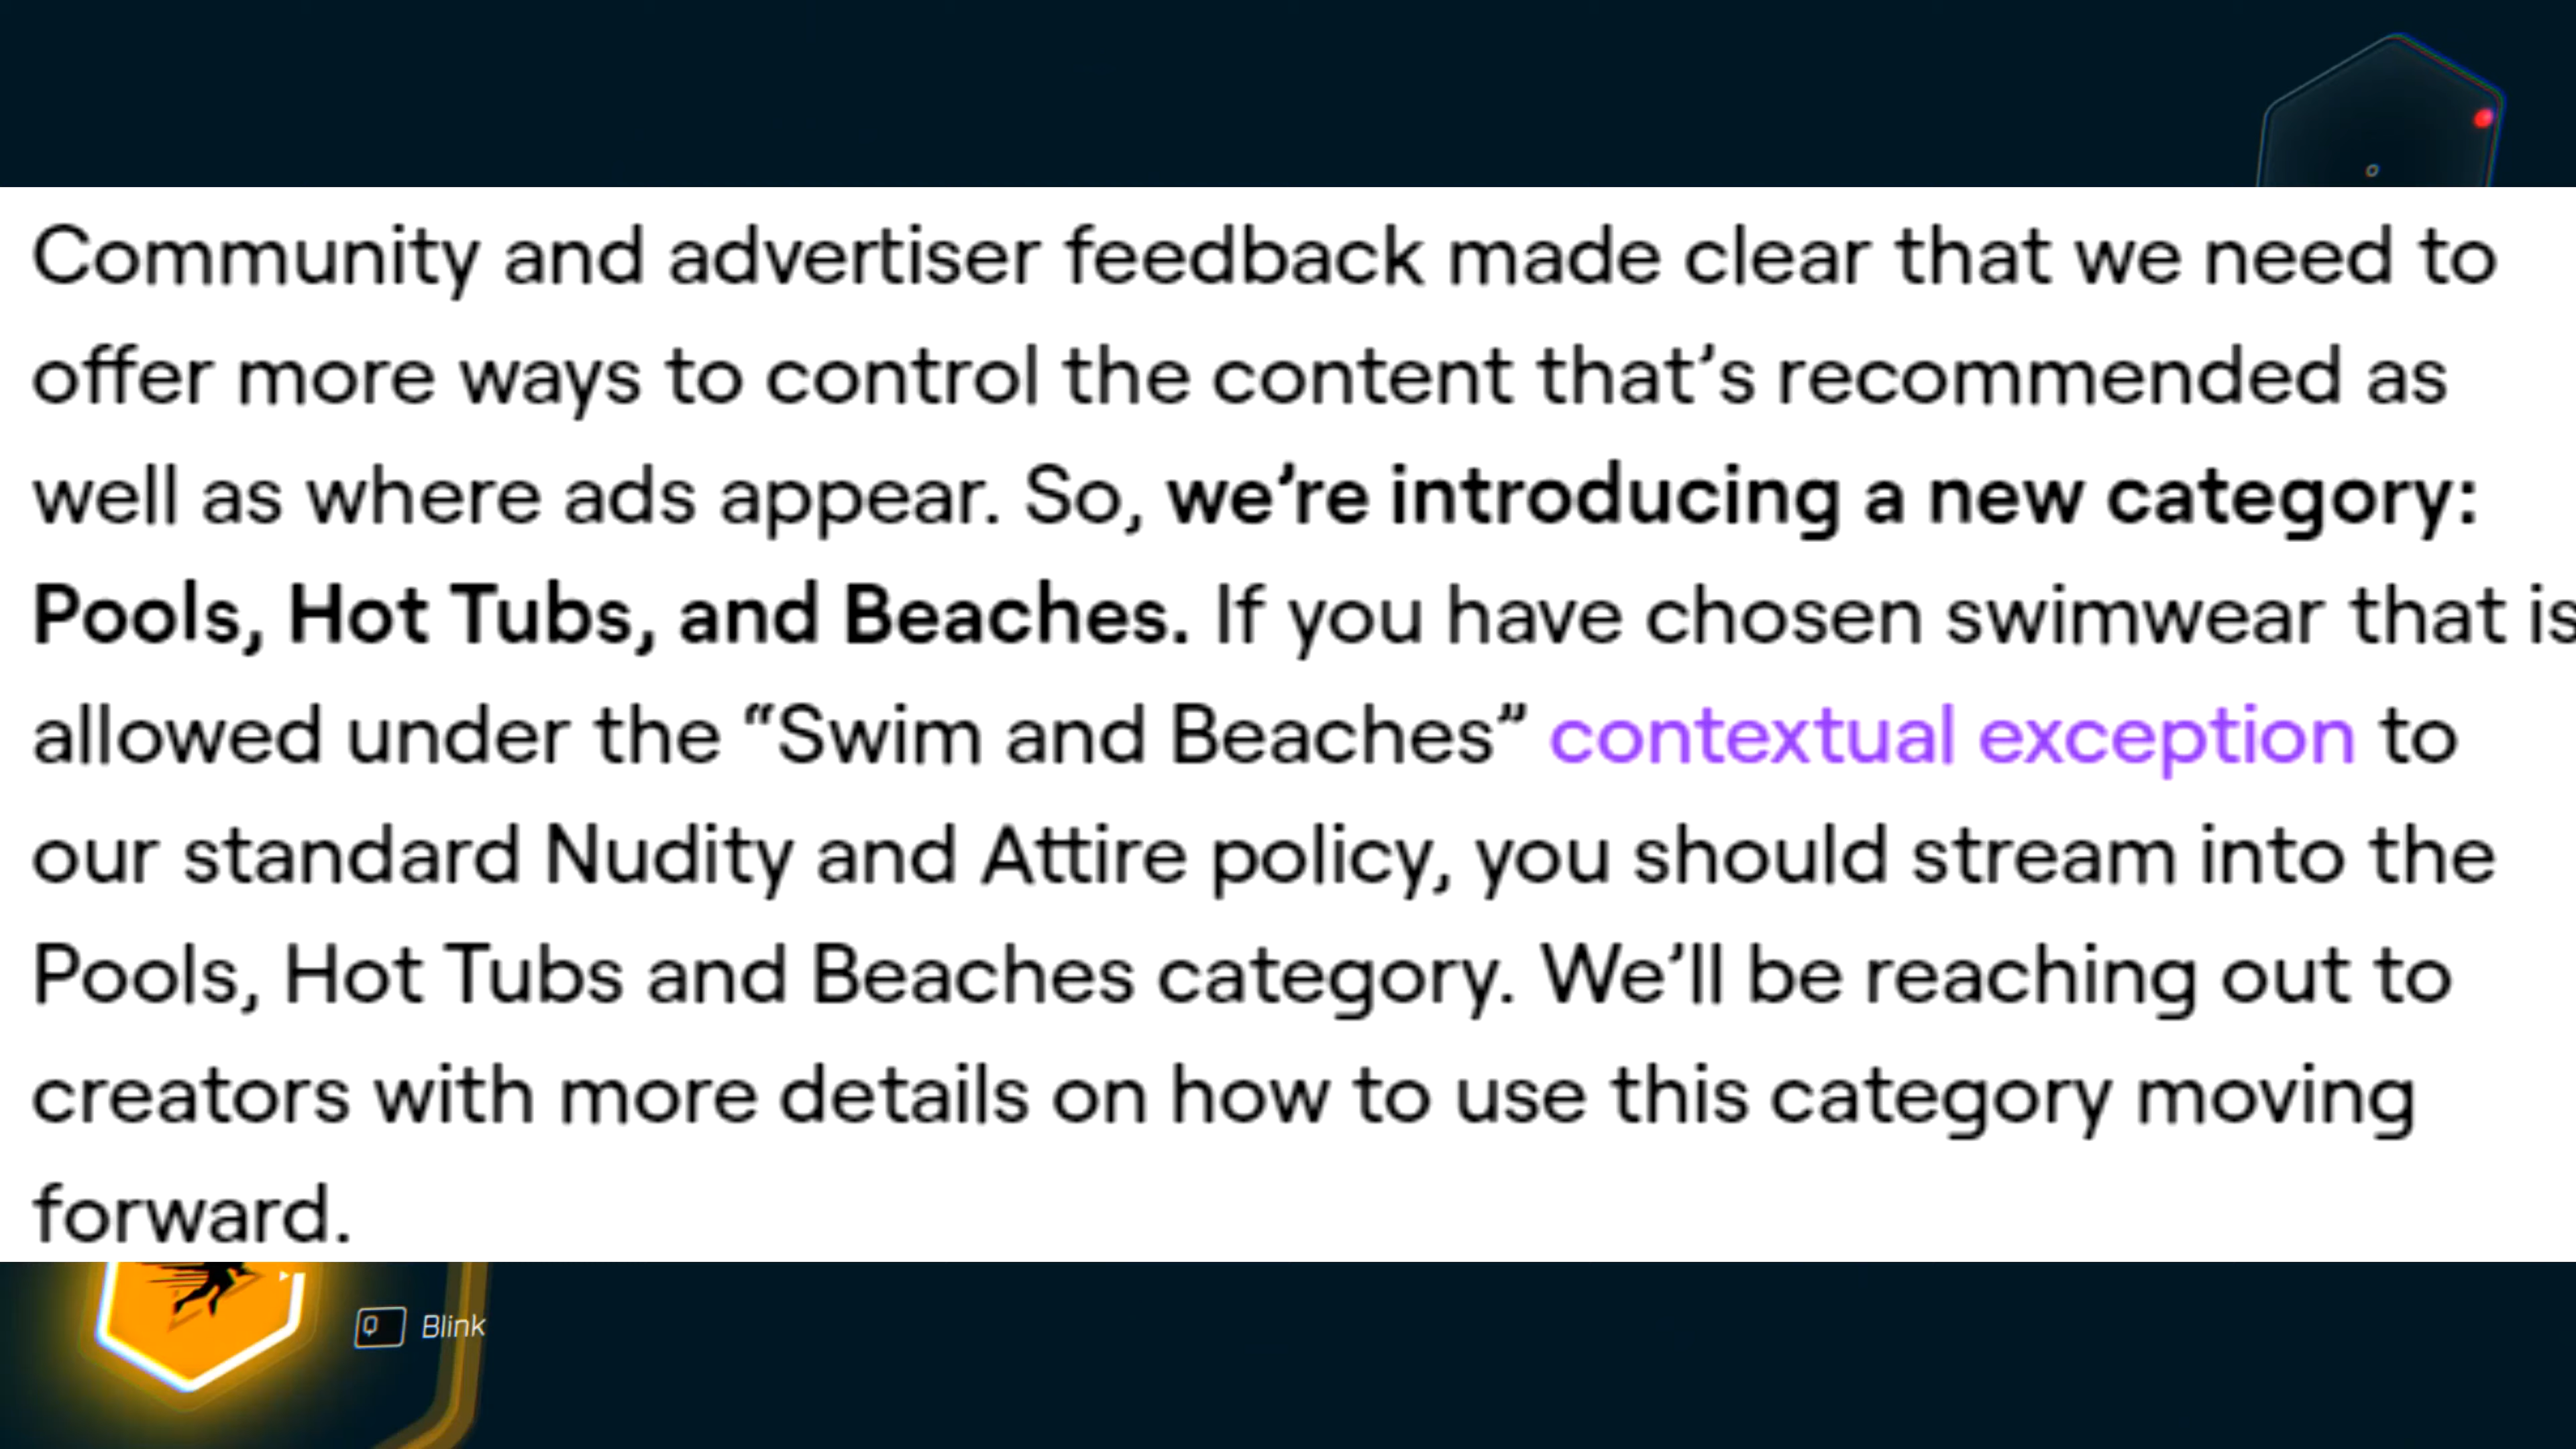 Community and advertiser feedback made clear that we need to
offer more ways to control the content that’s recommended as
well as where ads appear. So, we’re introducing a new category:
Pools, Hot Tubs, and Beaches. If you have chosen swimwear that is
allowed under the “Swim and Beaches” contextual exception to
our standard Nudity and Attire policy, you should stream into the
Pools, Hot Tubs and Beaches category. We’ll be reaching out to
creators with more details on how to use this category moving
forward.
Q Blink